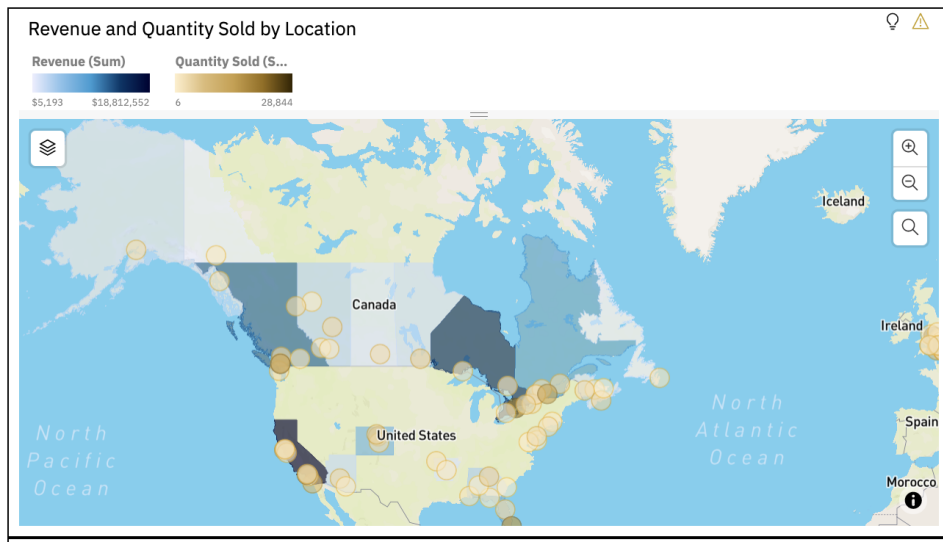 Revenue and Quantity Sold by Location
Revenue (Sum)
$5,193 $18,812,552
Quantity Sold (S...
6 28,844
Iceland
Canada
Ireland
North
Pacific
Ocean
United States
North
Atlantic
Ocean
Spain
Morocco